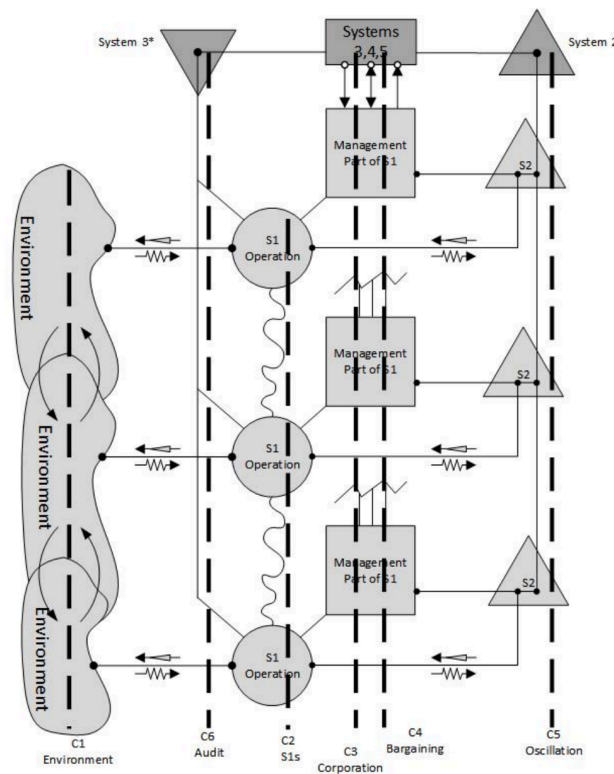 System 3*
Systems
3,4,5
System 2
Management
Part of S1
S2
Environment
S1
Operation
Management
Part of S1
S2
Environment
S1
Operation
Management
Part of S1
S2
Environment
S1
Operation
C1
Environment
C6
Audit
C2
S1s
C3
Corporation
C4
Bargaining
C5
Oscillation